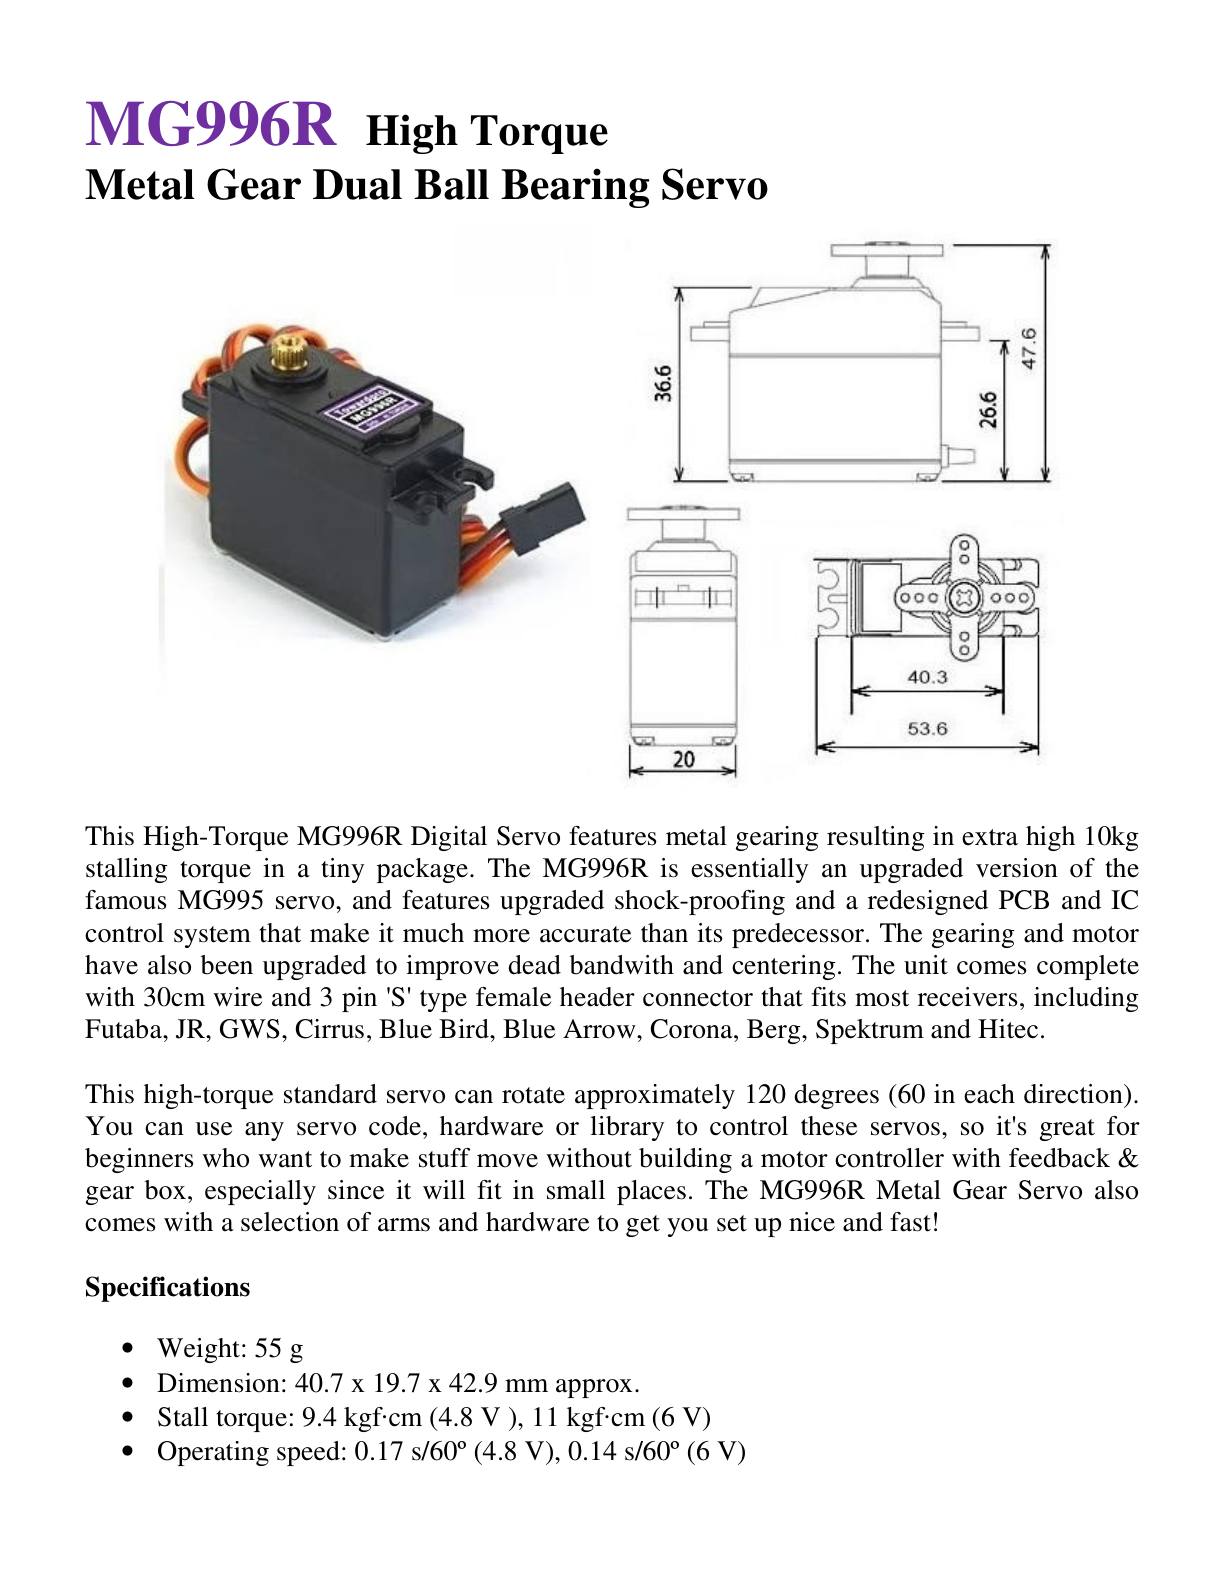 MG996R High Torque
Metal Gear Dual Ball Bearing Servo
47.6
36.6
26.6
MG996R
40.3
53.6
20
This High-Torque MG996R Digital Servo features metal gearing resulting in extra high 10kg
stalling torque in a tiny package. The MG996R is essentially an upgraded version of the
famous MG995 servo, and features upgraded shock-proofing and a redesigned PCB and IC
control system that make it much more accurate than its predecessor. The gearing and motor
have also been upgraded to improve dead bandwith and centering. The unit comes complete
with 30cm wire and 3 pin 'S' type female header connector that fits most receivers, including
Futaba, JR, GWS, Cirrus, Blue Bird, Blue Arrow, Corona, Berg, Spektrum and Hitec.
This high-torque standard servo can rotate approximately 120 degrees (60 in each direction).
You can use any servo code, hardware or library to control these servos, so it's great for
beginners who want to make stuff move without building a motor controller with feedback &
gear box, especially since it will fit in small places. The MG996R Metal Gear Servo also
comes with a selection of arms and hardware to get you set up nice and fast!
Specifications
• Weight: 55 g
• Dimension: 40.7 x 19.7 x 42.9 mm approx.
• Stall torque: 9.4 kgf·cm (4.8 V ), 11 kgf·cm (6 V)
• Operating speed: 0.17 s/60º (4.8 V), 0.14 s/60º (6 V)